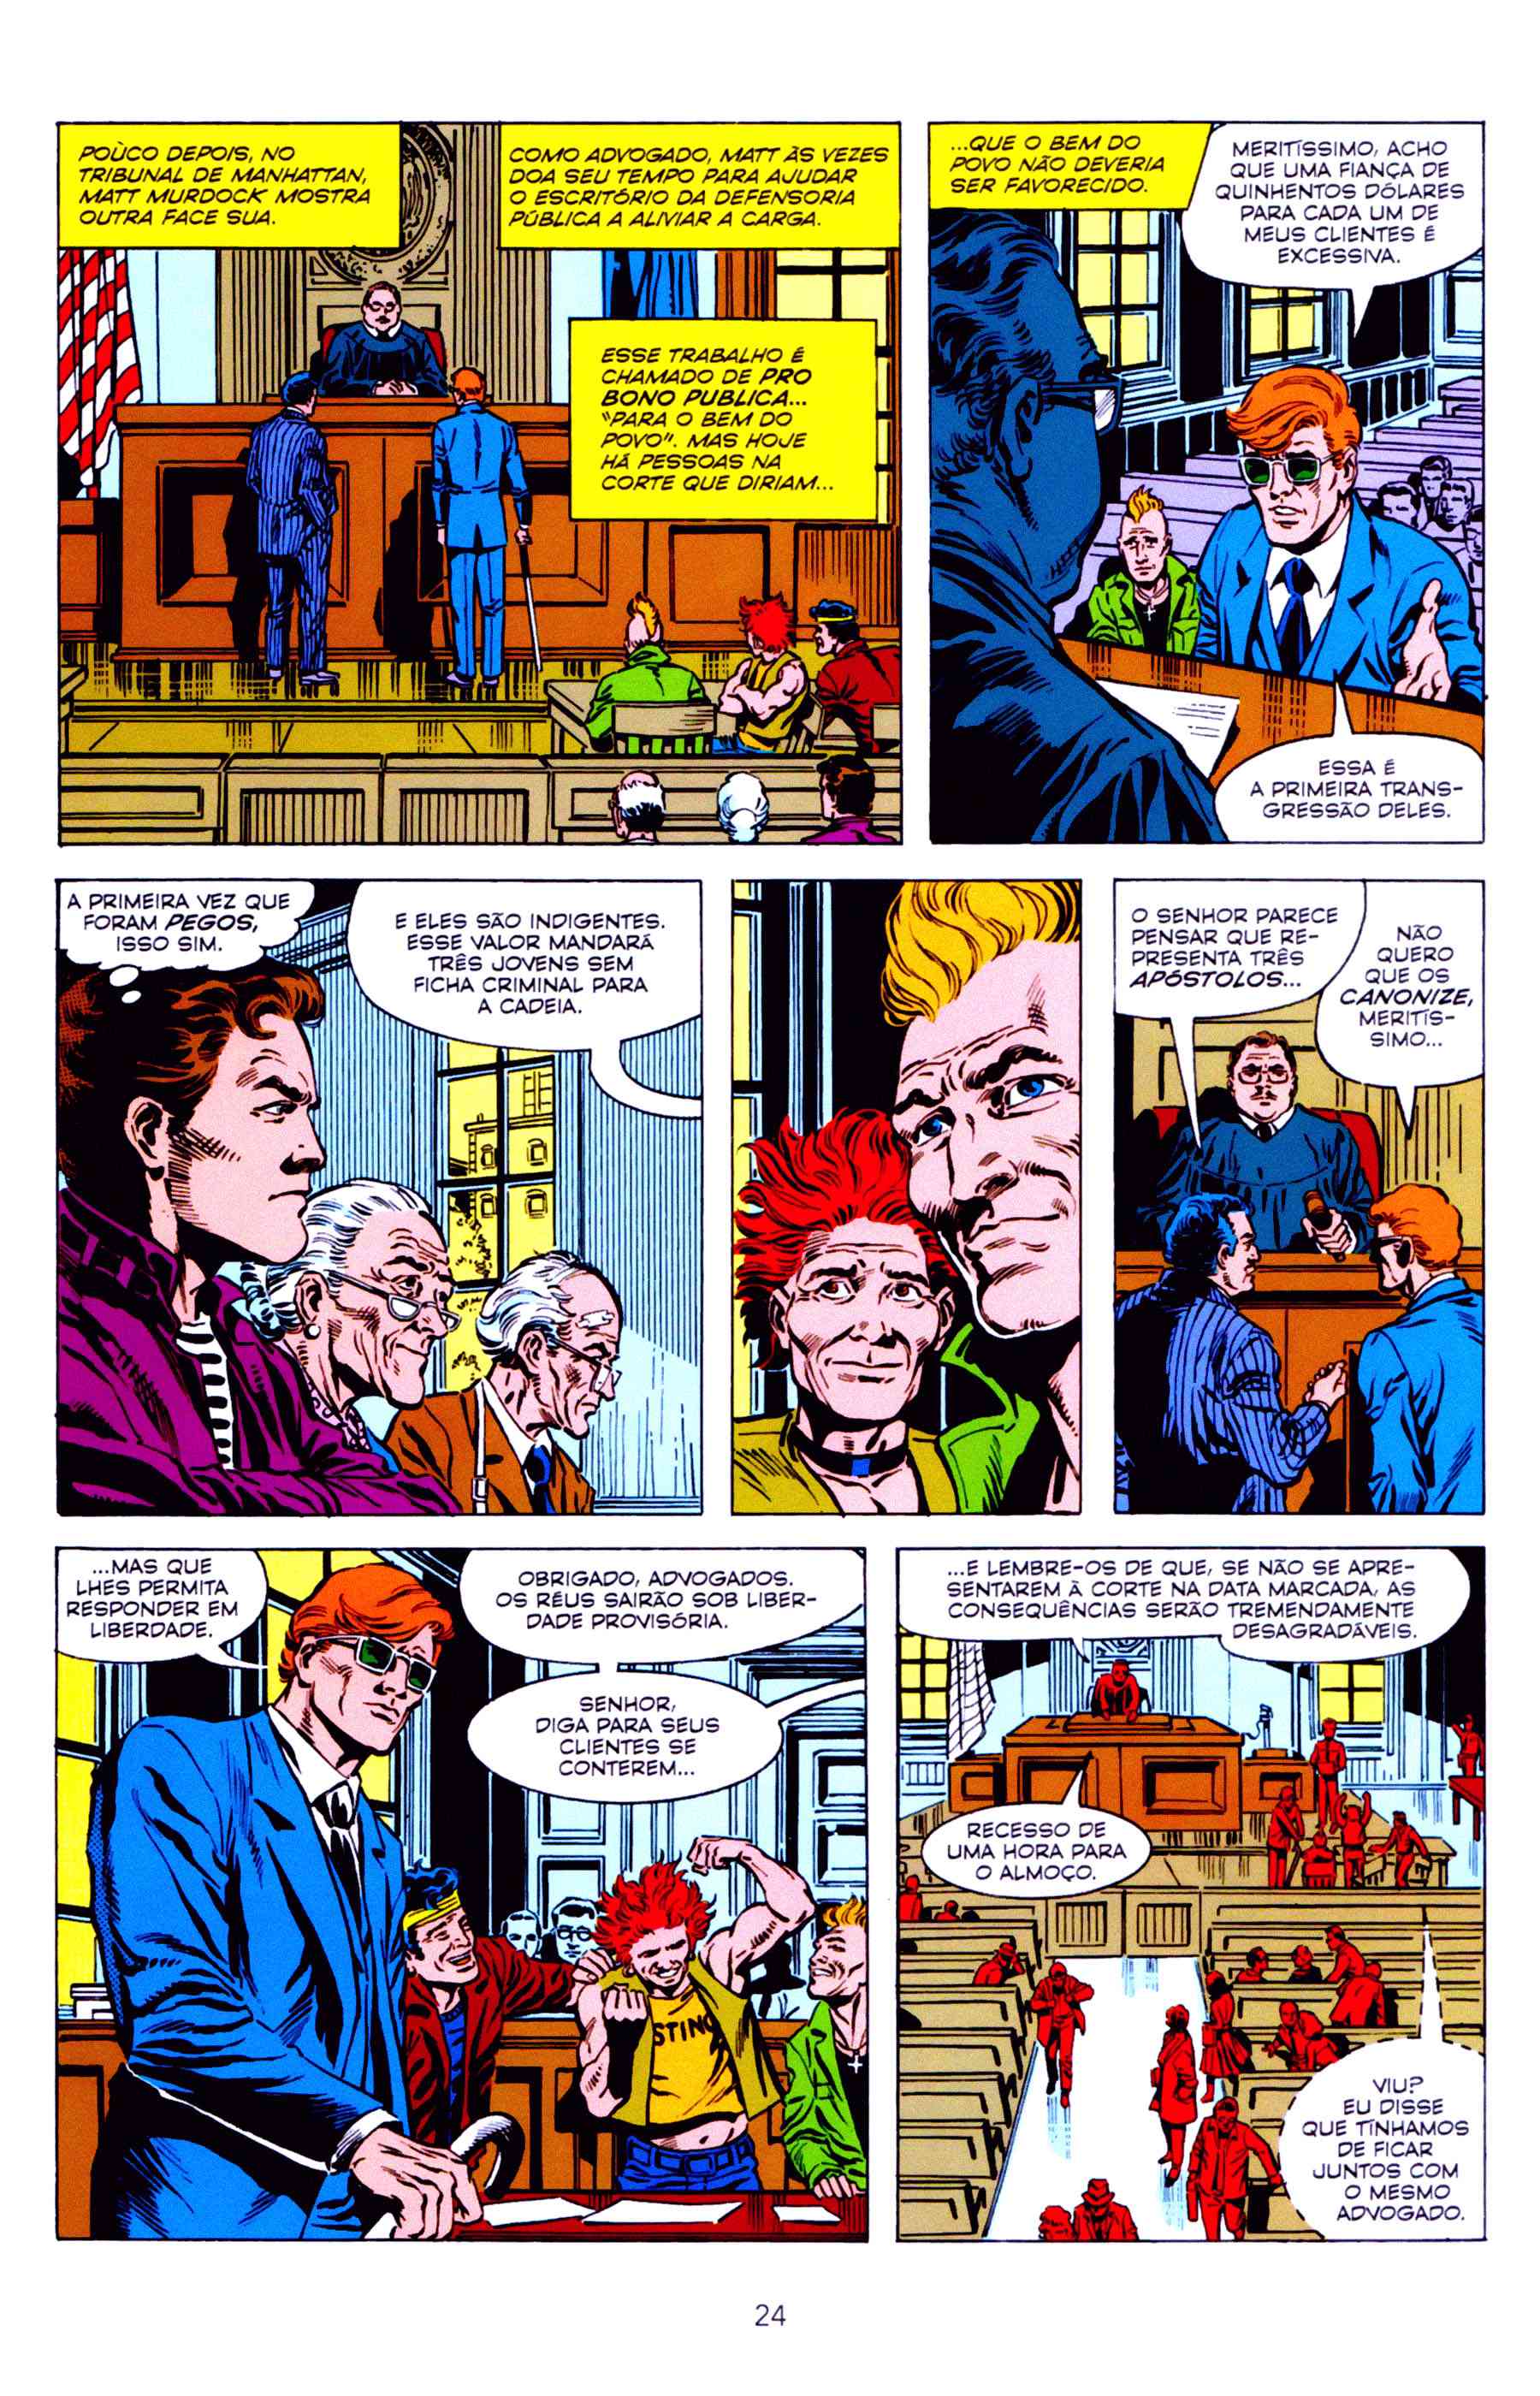 POÙCO DEPOIS, NO
TRIBUNAL DE MANHATTAN,
MATT MURDOCK MOSTRA
OUTRA FACE SUA.
COMO ADVOGADO, MATT ÀS VEZES
DOA SEU TEMPO PARA AJUDAR
O ESCRITÓRIO DA DEFENSORIA
PÚBLICA A ALIVIAR A CARGA.
ESSE TRABALHO É
CHAMADO DE PRO
BONO PUBLICA...
"PARA O BEM DO
POVO". MAS HOJE
HÁ PESSOAS NA
CORTE QUE DIRIAM...
...QUE O BEM DO
POVO NÃO DEVERIA
SER FAVORECIDO.
MERITÍSSIMO, ACHO
QUE UMA FIANÇA DE
QUINHENTOS DÓLARES
PARA CADA UM DE
MEUS CLIENTES É
EXCESSIVA.
ESSA É
A PRIMEIRA TRANS-
GRESSÃO DELES.
A PRIMEIRA VEZ QUE
FORAM PEGOS,
ISSO SIM.
E ELES SÃO INDIGENTES.
ESSE VALOR MANDARÁ
TRÊS JOVENS SEM
FICHA CRIMINAL PARA
A CADEIA.
O SENHOR PARECE
PENSAR QUE RE-
PRESENTA TRÊS
APÓSTOLOS...
NÃO
QUERO
QUE OS
CANONIZE,
MERITÍS-
SIMO...
...MAS QUE
LHES PERMITA
RESPONDER EM
LIBERDADE.
OBRIGADO, ADVOGADOS.
OS RÉUS SAIRÃO SOB LIBER-
DADE PROVISÓRIA.
SENHOR,
DIGA PARA SEUS
CLIENTES SE
CONTEREM...
STING
...E LEMBRE-OS DE QUE, SE NÃO SE APRE-
SENTAREM À CORTE NA DATA MARCADA, AS
CONSEQUÊNCIAS SERÃO TREMENDAMENTE
DESAGRADÁVEIS.
RECESSO DE
UMA HORA PARA
O ALMOÇO.
VIU?
EU DISSE
QUE TÍNHAMOS
DE FICAR
JUNTOS COM
O MESMO
ADVOGADO.
24